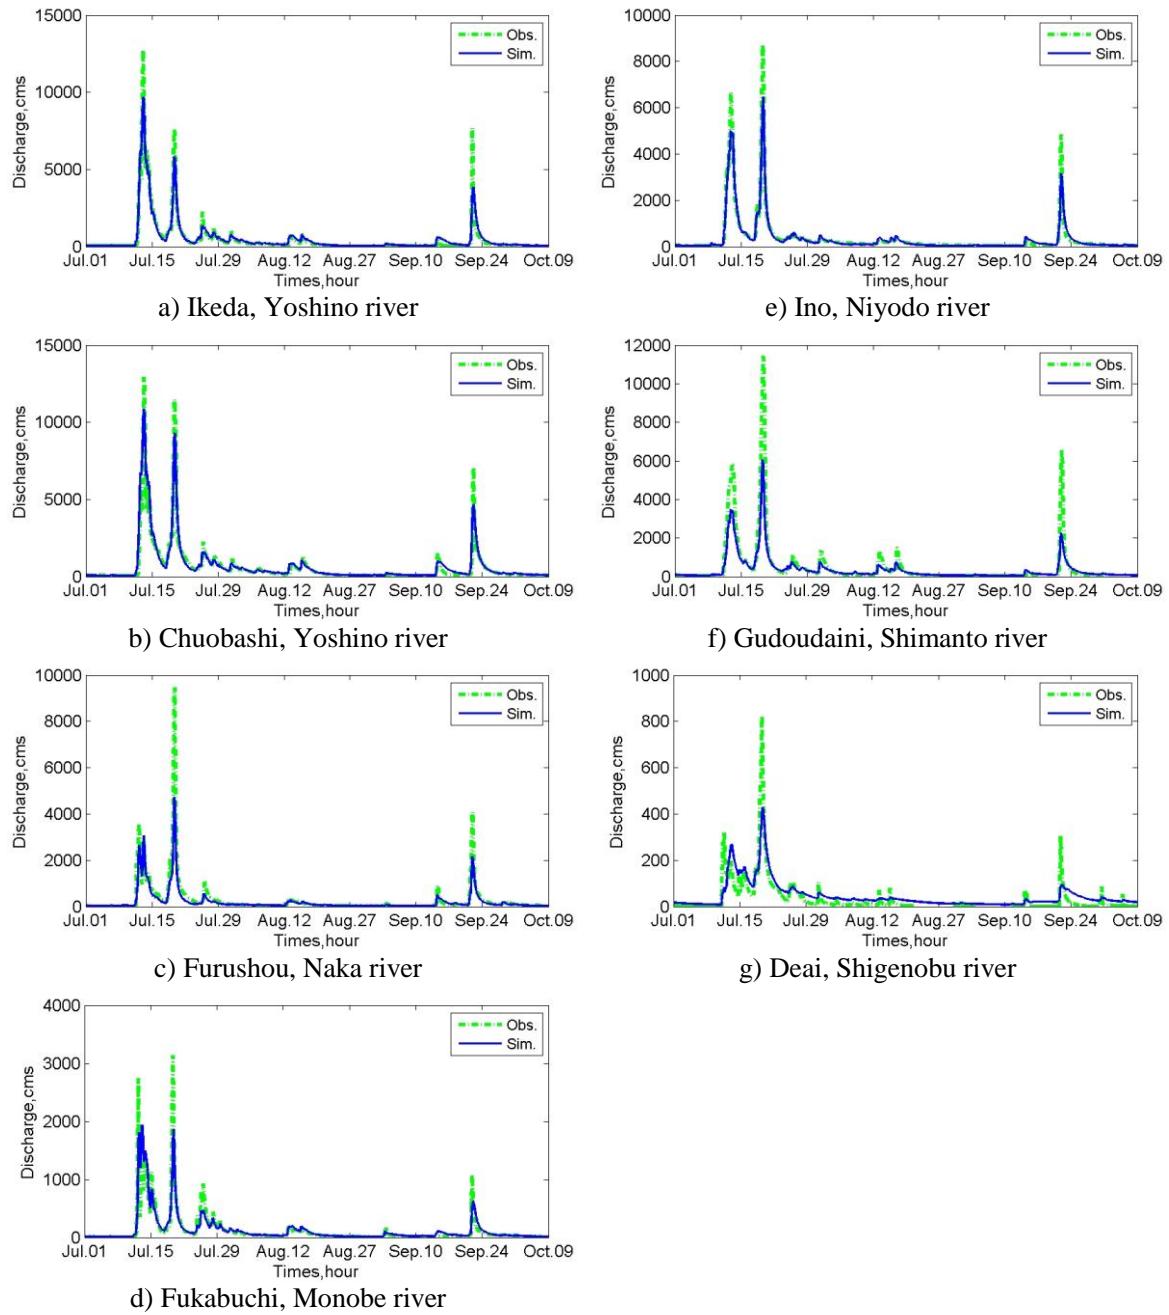 15000
10000
5000
0
Discharge,cms
Obs.
Sim.
Jul.01 Jul.15 Jul.29 Aug.12 Aug.27 Sep.10 Sep.24 Oct.09
Times,hour
a) Ikeda, Yoshino river
10000
8000
6000
4000
2000
0
Discharge,cms
Obs.
Sim.
Jul.01 Jul.15 Jul.29 Aug.12 Aug.27 Sep.10 Sep.24 Oct.09
Times,hour
e) Ino, Niyodo river
15000
10000
5000
0
Discharge,cms
Obs.
Sim.
Jul.01 Jul.15 Jul.29 Aug.12 Aug.27 Sep.10 Sep.24 Oct.09
Times,hour
b) Chuobashi, Yoshino river
12000
10000
8000
6000
4000
2000
0
Discharge,cms
Obs.
Sim.
Jul.01 Jul.15 Jul.29 Aug.12 Aug.27 Sep.10 Sep.24 Oct.09
Times,hour
f) Gudoudaini, Shimanto river
10000
8000
6000
4000
2000
0
Discharge,cms
Obs.
Sim.
Jul.01 Jul.15 Jul.29 Aug.12 Aug.27 Sep.10 Sep.24 Oct.09
Times,hour
c) Furushou, Naka river
1000
800
600
400
200
0
Discharge,cms
Obs.
Sim.
Jul.01 Jul.15 Jul.29 Aug.12 Aug.27 Sep.10 Sep.24 Oct.09
Times,hour
g) Deai, Shigenobu river
4000
3000
2000
1000
0
Discharge,cms
Obs.
Sim.
Jul.01 Jul.15 Jul.29 Aug.12 Aug.27 Sep.10 Sep.24 Oct.09
Times,hour
d) Fukabuchi, Monobe river